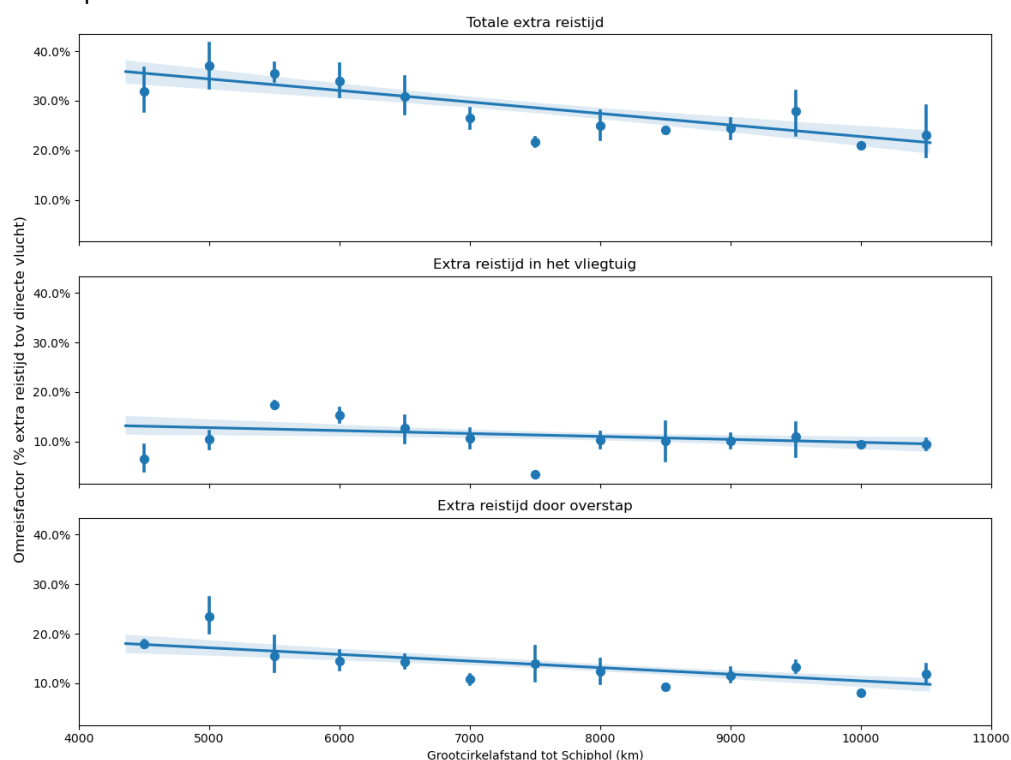 Totale extra reistijd
40.0%
30.0%
20.0%
10.0%
Extra reistijd in het vliegtuig
40.0%
30.0%
20.0%
10.0%
Omreisfactor (% extra reistijd tov directe vlucht)
Extra reistijd door overstap
40.0%
30.0%
20.0%
10.0%
4000 5000 6000 7000 8000 9000 10000 11000
Grootcirkelafstand tot Schiphol (km)